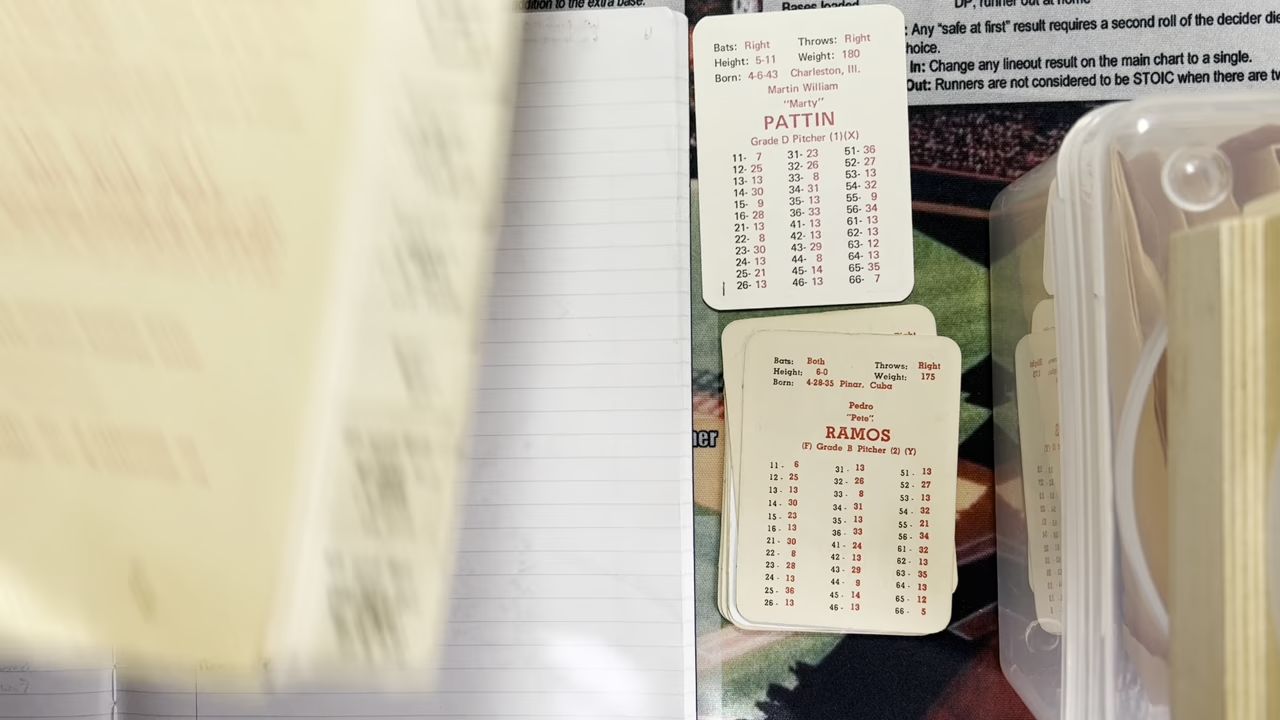 dition to the extra base.
Bases loaded
DP, runner out at home
: Any "safe at first" result requires a second roll of the decider die
hoice.
In: Change any lineout result on the main chart to a single.
Out: Runners are not considered to be STOIC when there are tw
Bats: Right Throws: Right
Height: 5-11 Weight: 180
Born: 4-6-43 Charleston, Ill.
Martin William
"Marty"
PATTIN
Grade D Pitcher (1)(X)
11- 7 31- 23 51- 36
12- 25 32- 26 52- 27
13- 13 33- 8 53- 13
14- 30 34- 31 54- 32
15- 9 35- 13 55- 9
16- 28 36- 33 56- 34
21- 13 41- 13 61- 13
22- 8 42- 13 62- 13
23- 30 43- 29 63- 12
24- 13 44- 8 64- 13
25- 21 45- 14 65- 35
26- 13 46- 13 66- 7
Right
Bats: Both Throws: Right
Height: 6-0 Weight: 175
Born: 4-28-35 Pinar, Cuba
Pedro
"Pete".
RAMOS
(F) Grade B Pitcher (2) (Y)
11- 6 31- 13 51- 13
12- 25 32- 26 52- 27
13- 13 33- 8 53- 13
14- 30 34- 31 54- 32
15- 23 35- 13 55- 21
16- 13 36- 33 56- 34
21- 30 41- 24 61- 32
22- 8 42- 13 62- 13
23- 28 43- 29 63- 35
24- 13 44- 9 64- 13
25- 36 45- 14 65- 12
26- 13 46- 13 66- 5
her